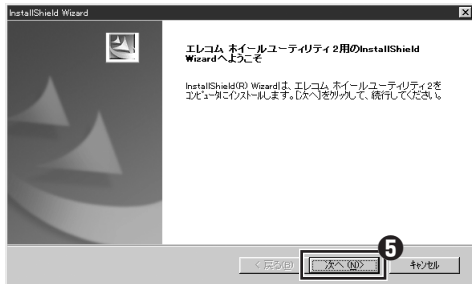 InstallShield Wizard
エレコム ホイールユーティリティ2用のInstallShield
Wizardへようこそ
InstallShield(R) Wizardは、エレコム ホイールユーティリティ2を
コンピュータにインストールします。[次へ]をクリックして、続行してください。
< 戻る(B) 次へ (N)> キャンセル
5